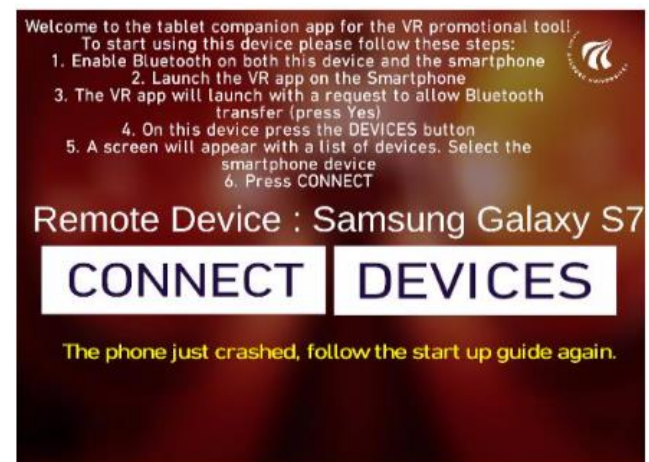 Welcome to the tablet companion app for the VR promotional tool!
To start using this device please follow these steps:
1. Enable Bluetooth on both this device and the smartphone
2. Launch the VR app on the Smartphone
3. The VR app will launch with a request to allow Bluetooth
transfer (press Yes)
4. On this device press the DEVICES button
5. A screen will appear with a list of devices. Select the
smartphone device
6. Press CONNECT
Remote Device : Samsung Galaxy S7
CONNECT DEVICES
The phone just crashed, follow the start up guide again.